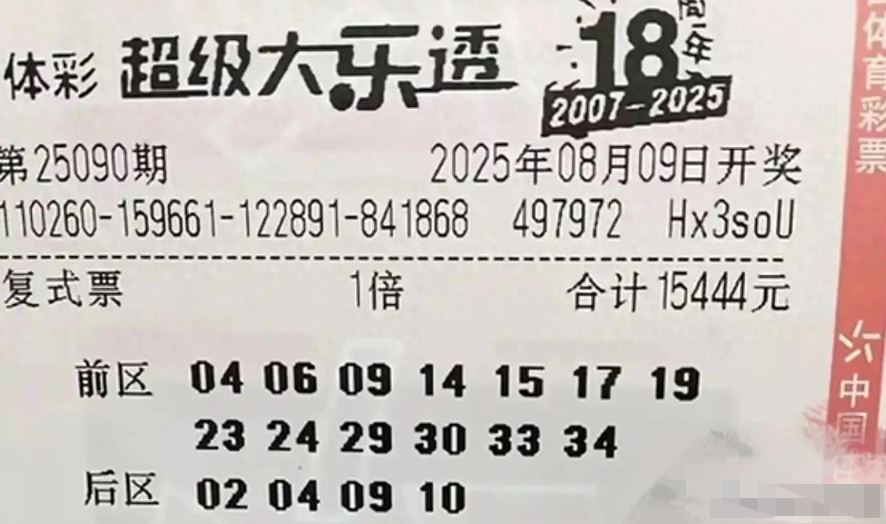 体彩 超级大乐透 18周年
2007-2025
第25090期 2025年08月09日开奖
110260-159661-122891-841868 497972 Hx3soU
复式票 1倍 合计15444元
前区 04 06 09 14 15 17 19
23 24 29 30 33 34
后区 02 04 09 10
体育彩票
中国